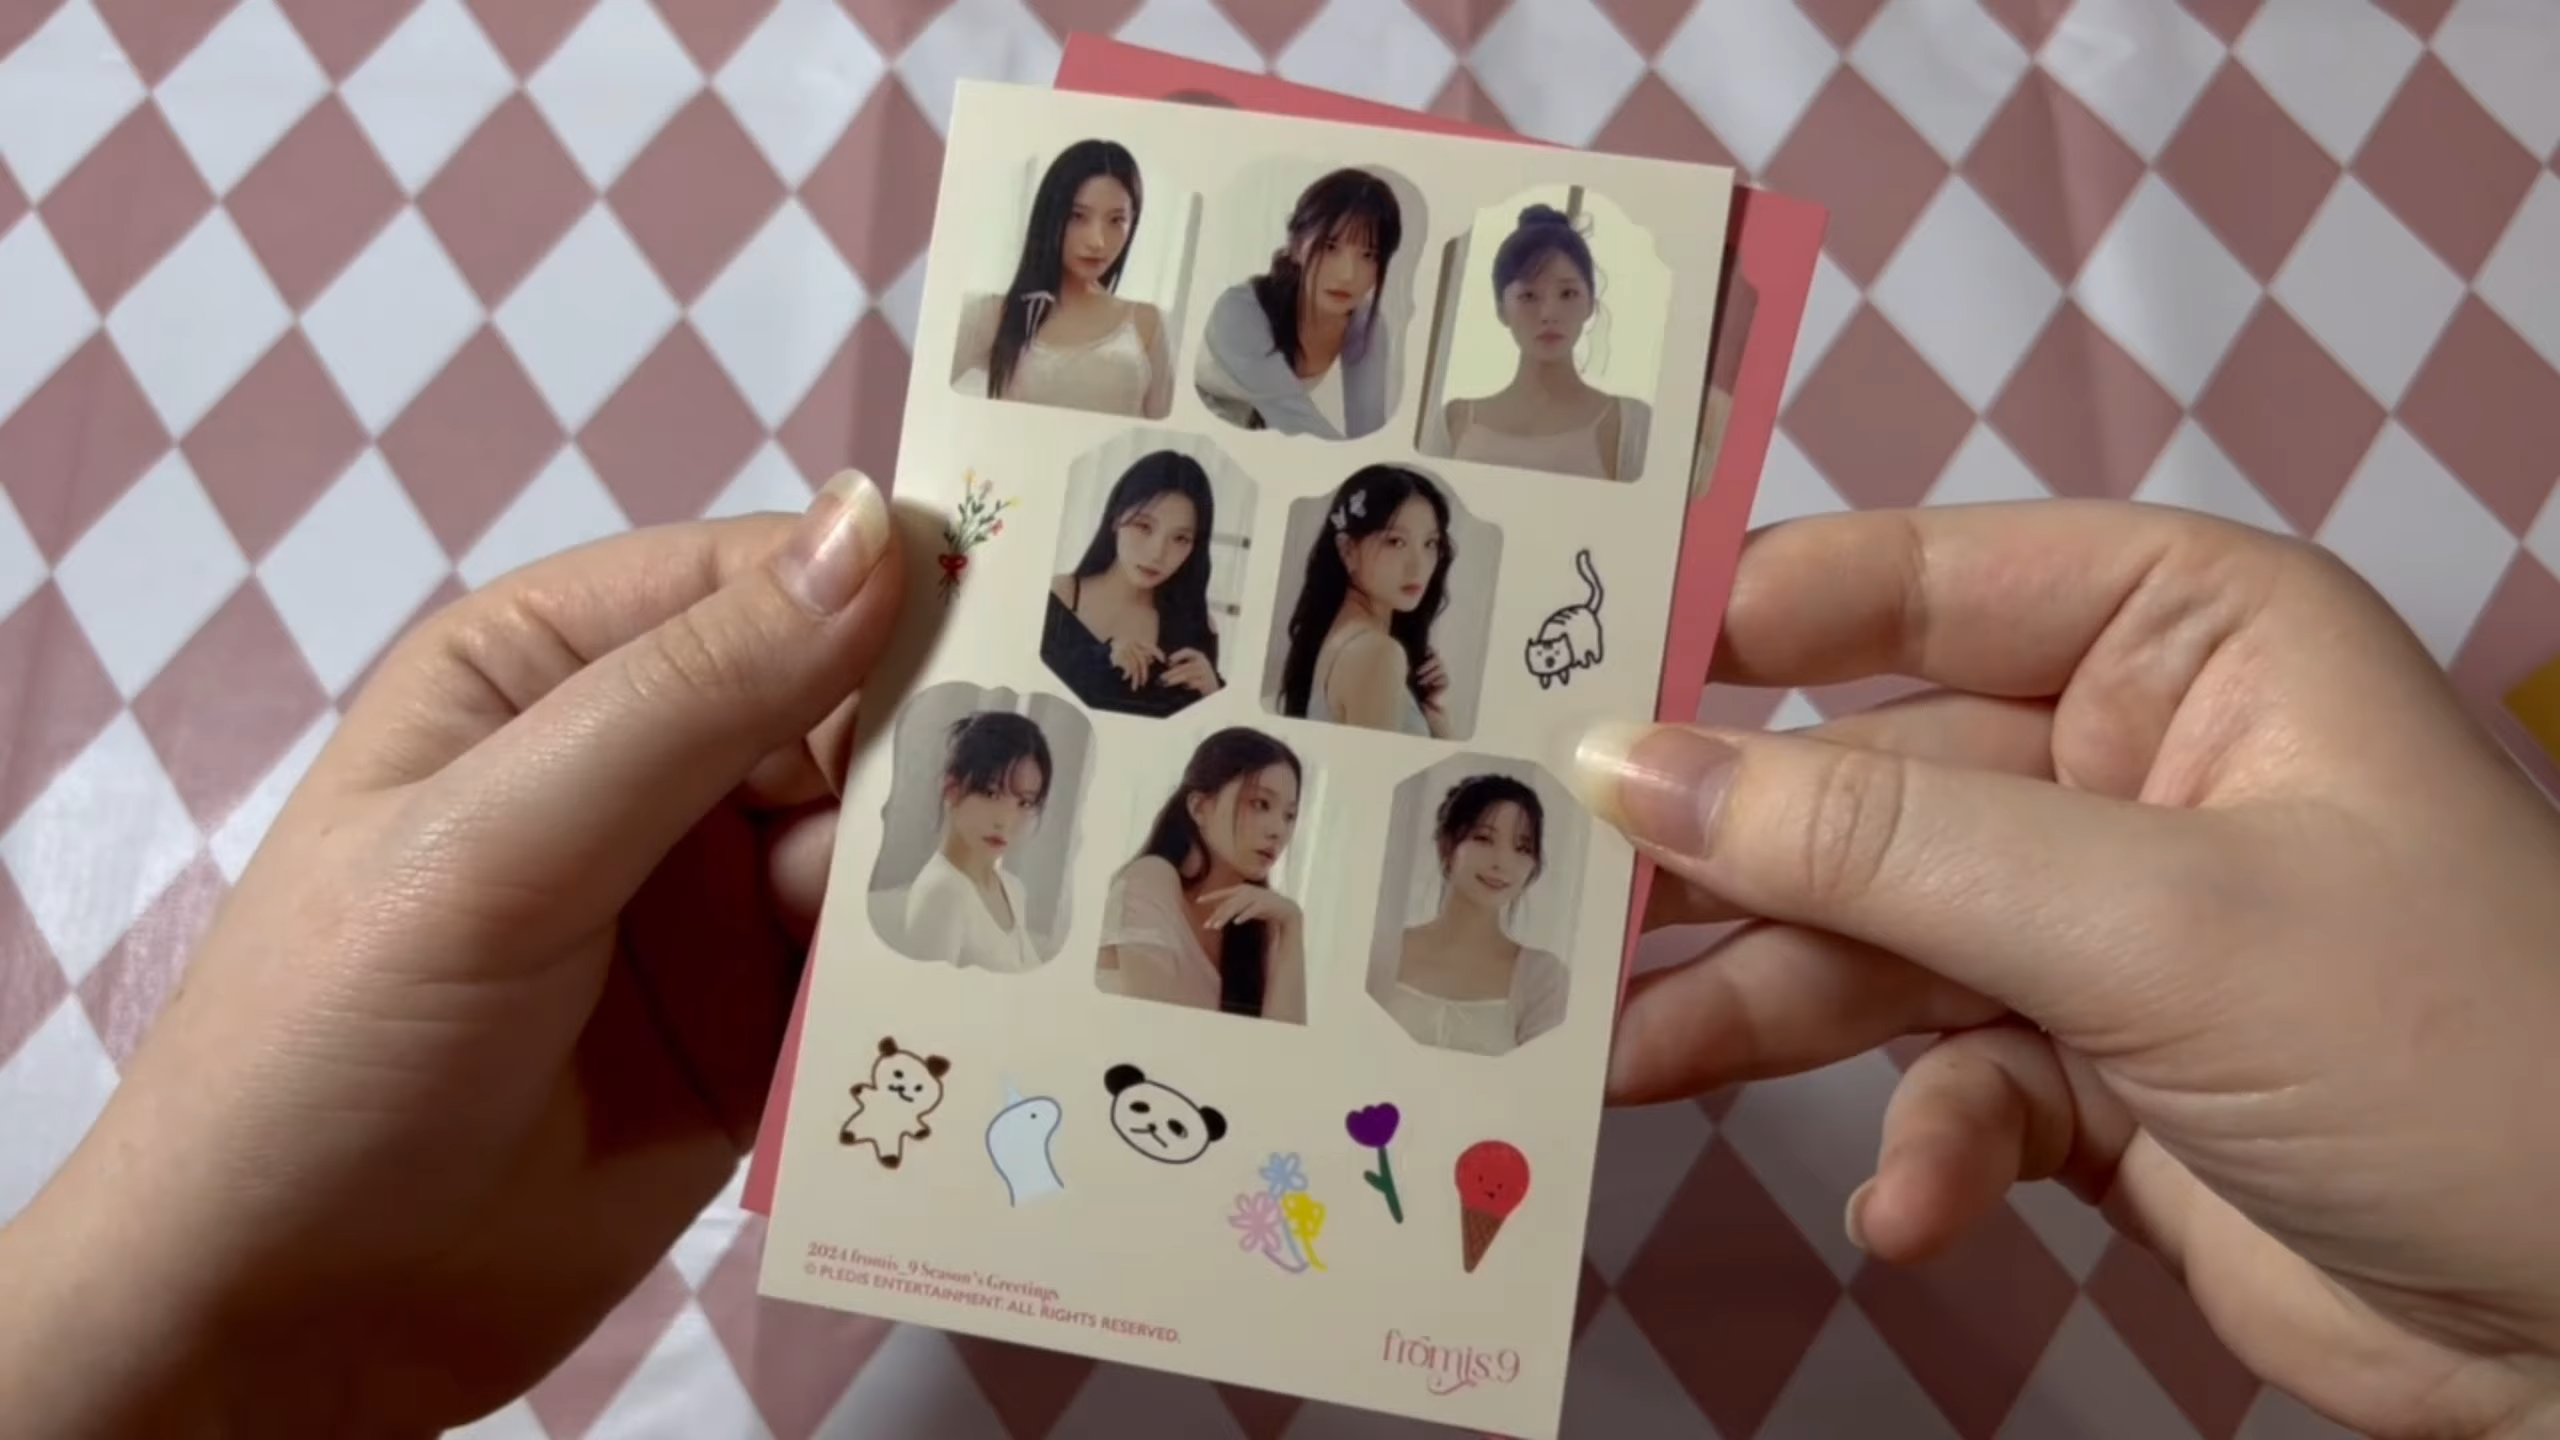 2024 fromis_9 Season's Greetings
© PLEDIS ENTERTAINMENT. ALL RIGHTS RESERVED.
fromis_9